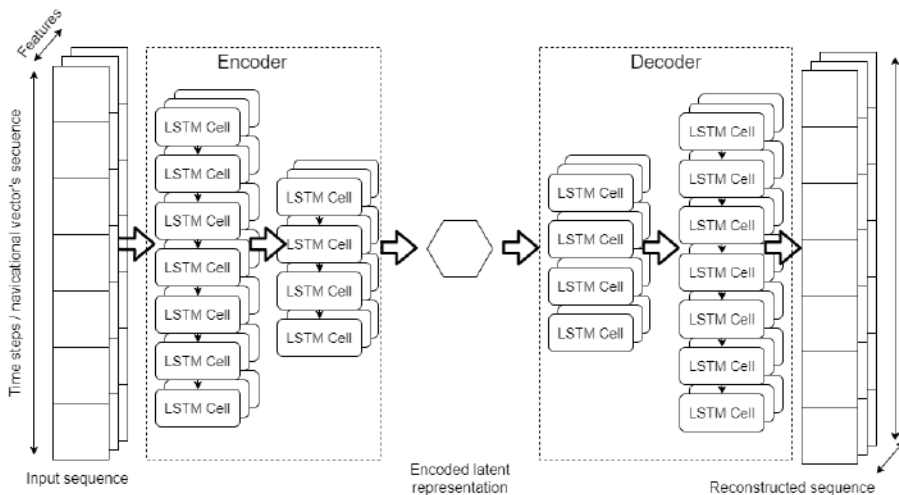 Features
Time steps / navicational vector's secuence
Input sequence
Encoder
LSTM Cell
LSTM Cell
LSTM Cell
LSTM Cell
LSTM Cell
LSTM Cell
LSTM Cell
LSTM Cell
LSTM Cell
LSTM Cell
LSTM Cell
Encoded latent
representation
Decoder
LSTM Cell
LSTM Cell
LSTM Cell
LSTM Cell
LSTM Cell
LSTM Cell
LSTM Cell
LSTM Cell
LSTM Cell
LSTM Cell
LSTM Cell
Reconstructed sequence